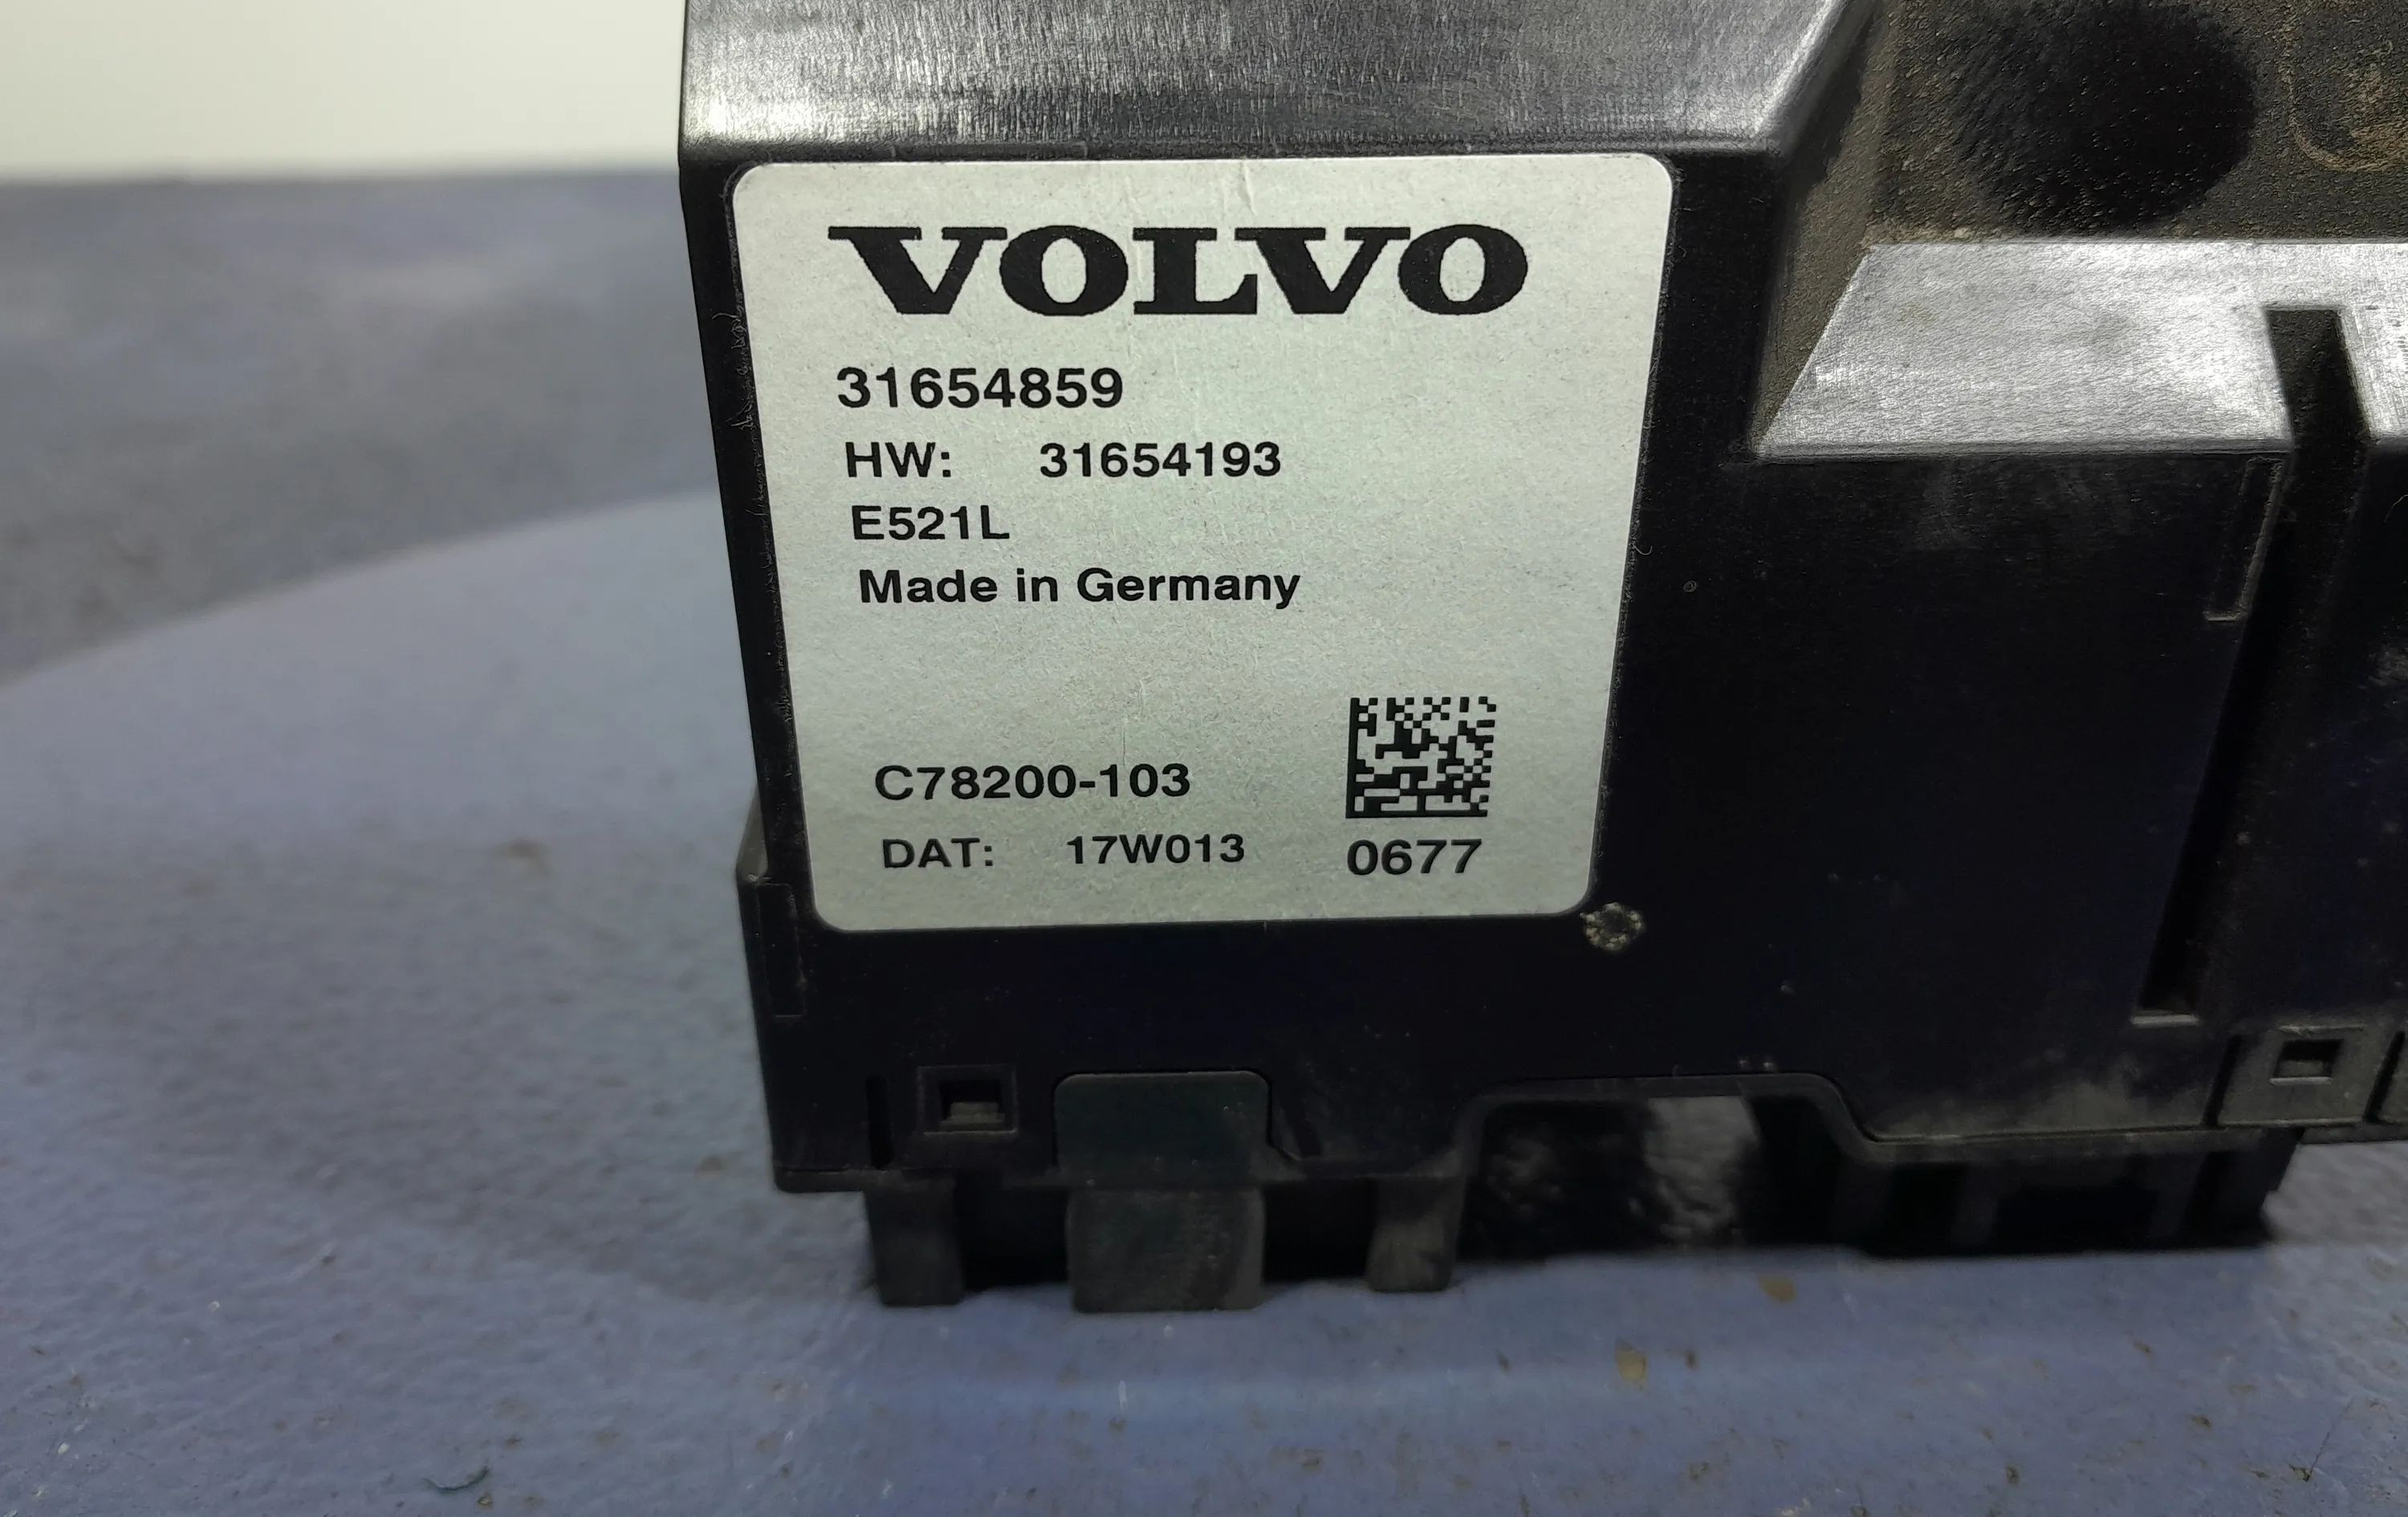 VOLVO
31654859
HW: 31654193
E521L
Made in Germany
C78200-103
DAT: 17W013 0677